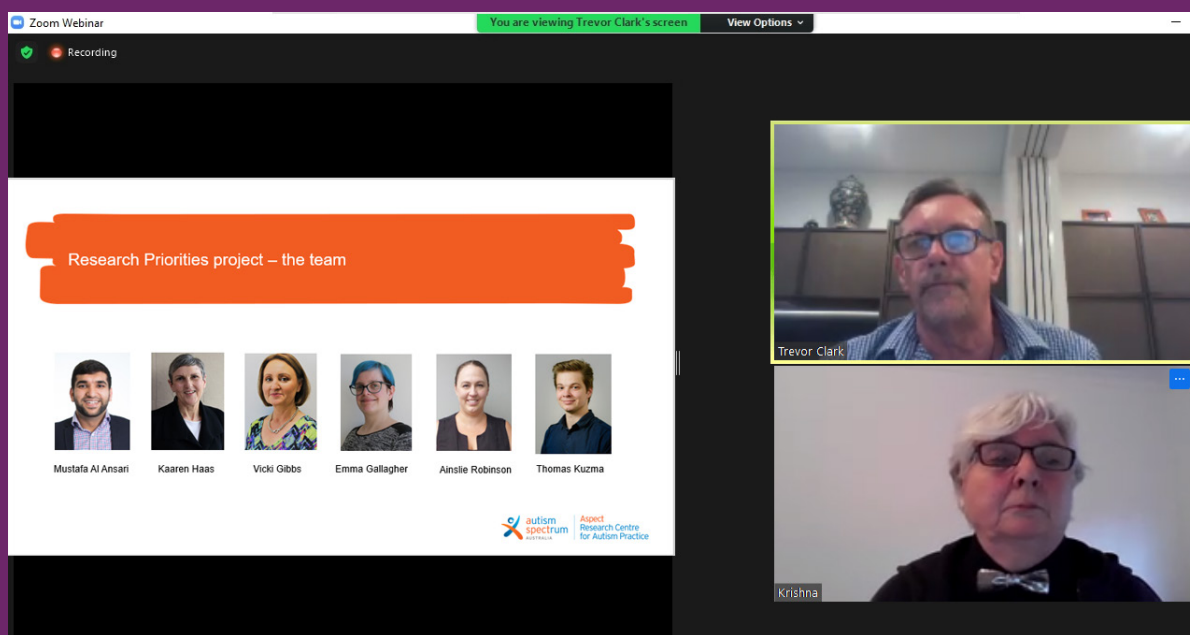 Zoom Webinar
You are viewing Trevor Clark's screen
View Options
Recording
Research Priorities project – the team
Mustafa Al Ansari
Kaaren Haas
Vicki Gibbs
Emma Gallagher
Ainslie Robinson
Thomas Kuzma
autism
spectrum
AUSTRALIA
Aspect
Research Centre
for Autism Practice
Trevor Clark
Krishna